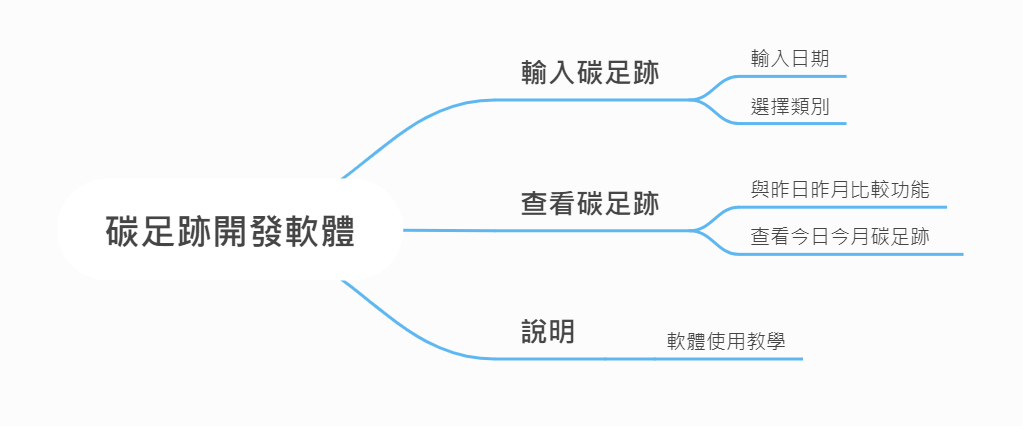 碳足跡開發軟體
輸入碳足跡
輸入日期
選擇類別
查看碳足跡
與昨日昨月比較功能
查看今日今月碳足跡
說明
軟體使用教學